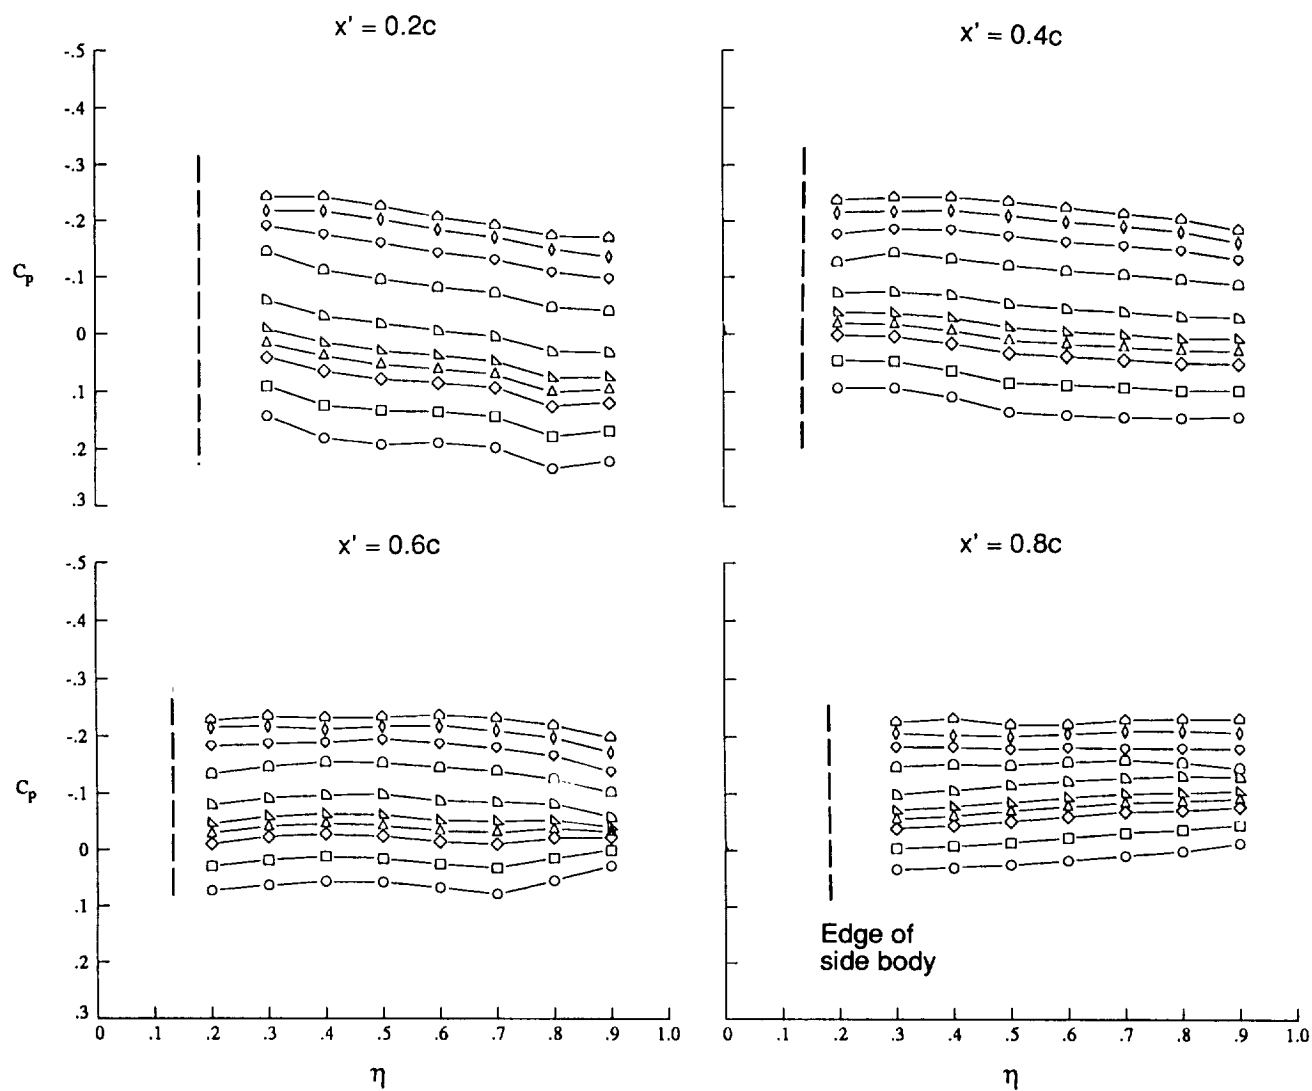 x' = 0.2c
x' = 0.4c
-.5
-.4
-.3
-.2
-.1
0
.1
.2
.3
Cp
x' = 0.6c
x' = 0.8c
-.5
-.4
-.3
-.2
-.1
0
.1
.2
.3
Cp
Edge of
side body
0 .1 .2 .3 .4 .5 .6 .7 .8 .9 1.0
0 .1 .2 .3 .4 .5 .6 .7 .8 .9 1.0
η
η